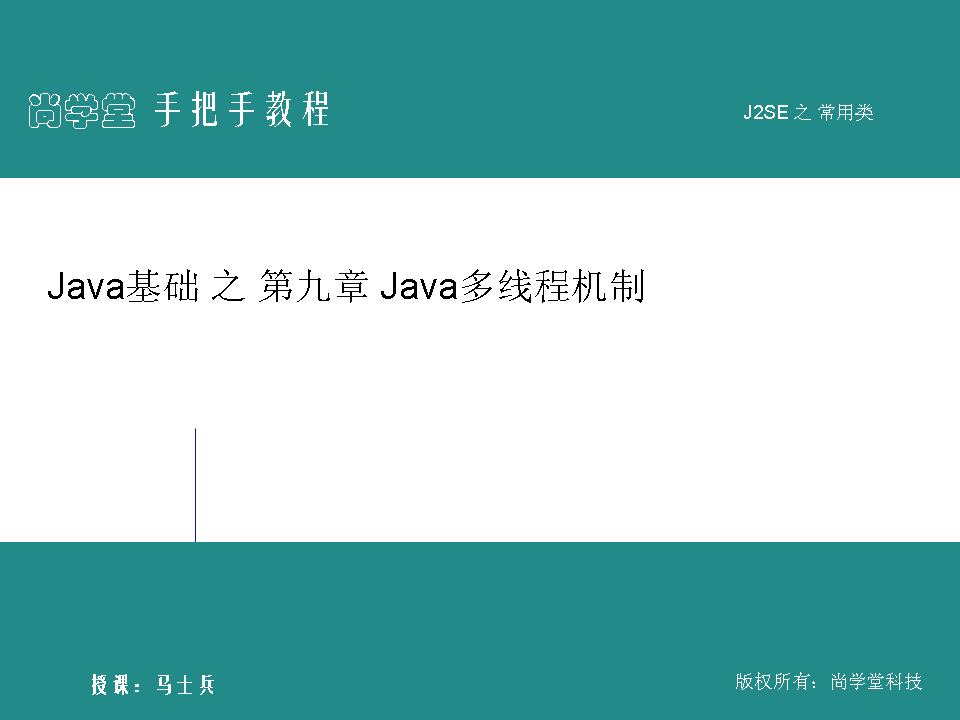 尚学堂 手把手教程
J2SE 之 常用类
Java基础 之 第九章 Java多线程机制
授课：马士兵
版权所有：尚学堂科技